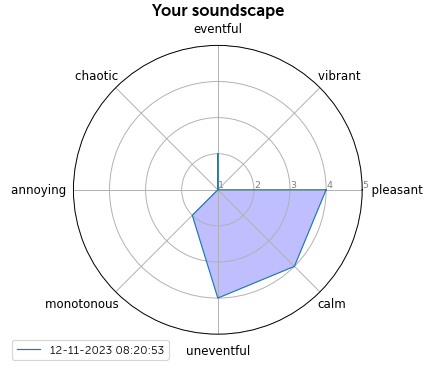 Your soundscape
eventful
chaotic
vibrant
annoying
1 2 3 4 5
pleasant
monotonous
calm
12-11-2023 08:20:53
uneventful